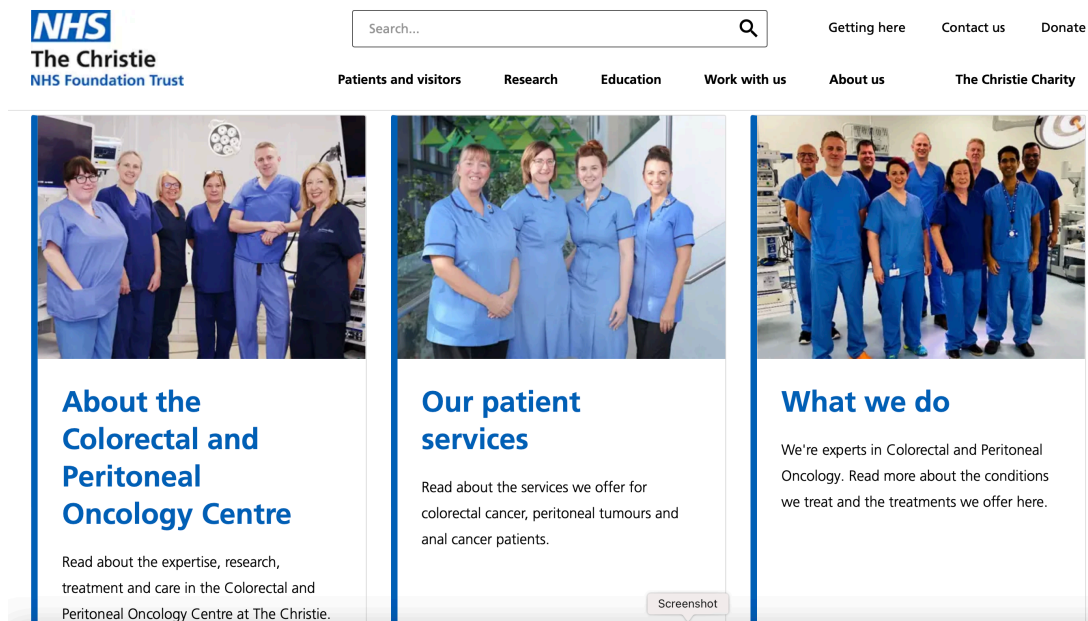 NHS
The Christie
NHS Foundation Trust
Search...
Getting here
Contact us
Donate
Patients and visitors
Research
Education
Work with us
About us
The Christie Charity
About the
Colorectal and
Peritoneal
Oncology Centre
Read about the expertise, research,
treatment and care in the Colorectal and
Peritoneal Oncology Centre at The Christie.
Our patient
services
Read about the services we offer for
colorectal cancer, peritoneal tumours and
anal cancer patients.
What we do
We're experts in Colorectal and Peritoneal
Oncology. Read more about the conditions
we treat and the treatments we offer here.
Screenshot